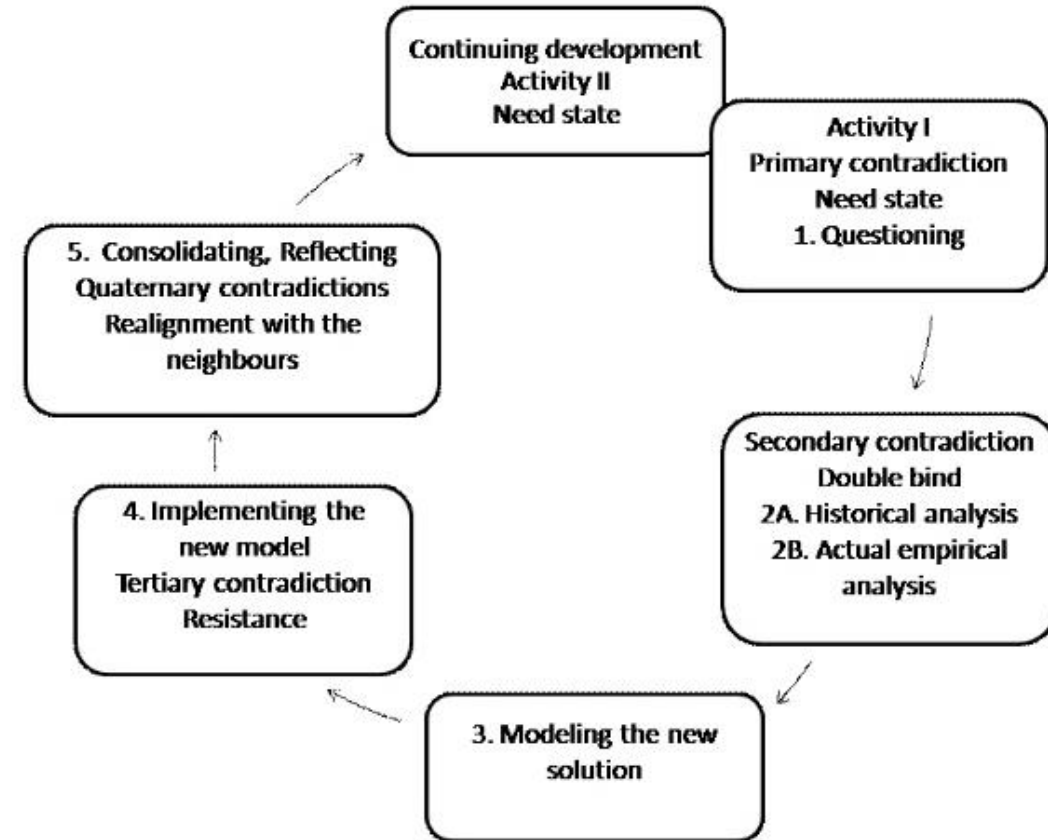 Continuing development
Activity II
Need state
Activity I
Primary contradiction
Need state
1. Questioning
Secondary contradiction
Double bind
2A. Historical analysis
2B. Actual empirical
analysis
3. Modeling the new
solution
4. Implementing the
new model
Tertiary contradiction
Resistance
5. Consolidating, Reflecting
Quaternary contradictions
Realignment with the
neighbours